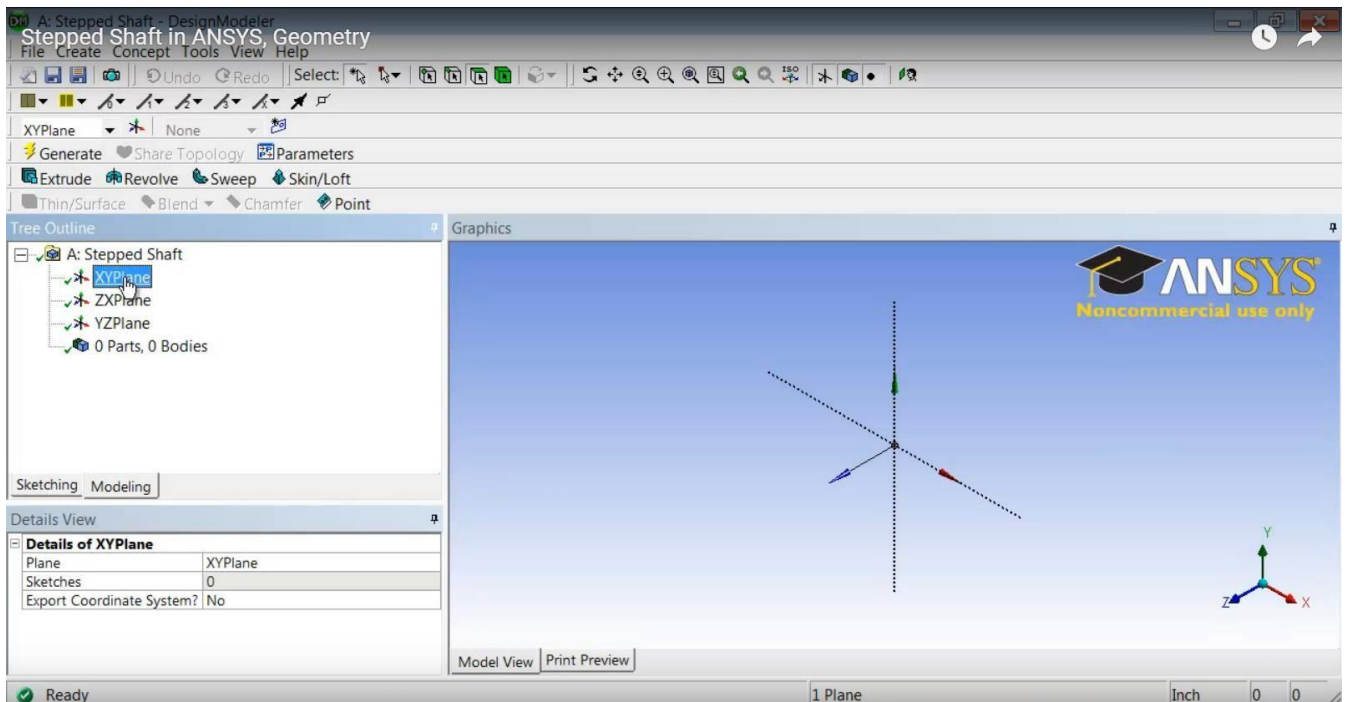 A: Stepped Shaft - DesignModeler
Stepped Shaft in ANSYS, Geometry
File Create Concept Tools View Help
Undo Redo Select: ISO
XYPlane None
Generate Share Topology Parameters
Extrude Revolve Sweep Skin/Loft
Thin/Surface Blend Chamfer Point
Tree Outline
A: Stepped Shaft
XYPlane
ZXPlane
YZPlane
0 Parts, 0 Bodies
Sketching Modeling
Details View
Details of XYPlane
Plane XYPlane
Sketches 0
Export Coordinate System? No
Graphics
ANSYS
Noncommercial use only
Y
Z X
Model View Print Preview
Ready 1 Plane Inch 0 0